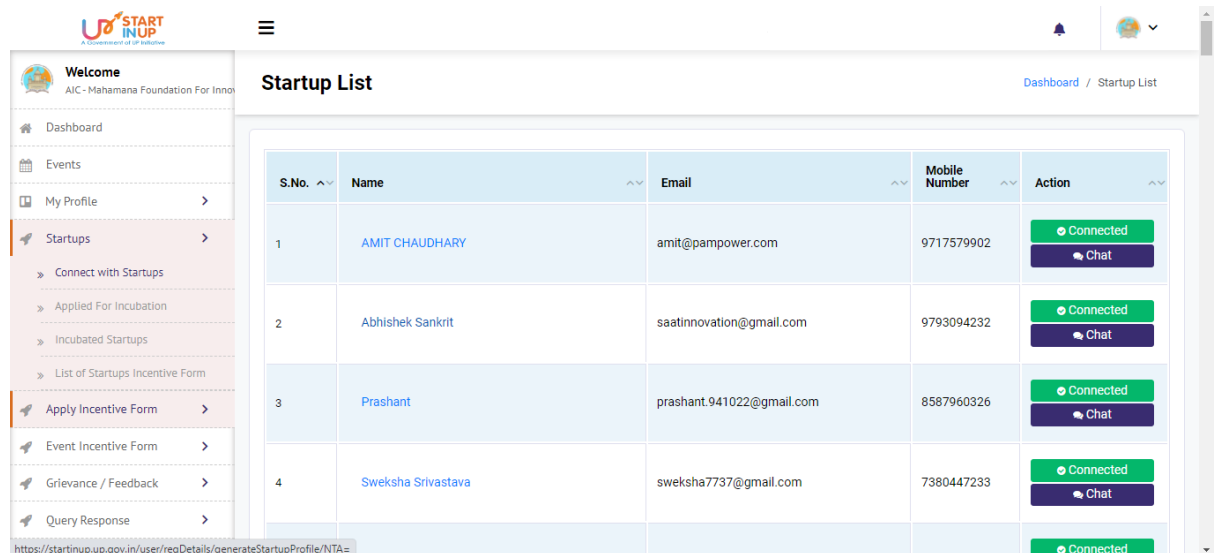 START
UP INUP
A Government of UP Initiative
Welcome
AIC - Mahamana Foundation For Innov
Startup List
Dashboard / Startup List
Dashboard
Events
My Profile
Startups
Connect with Startups
Applied For Incubation
Incubated Startups
List of Startups Incentive Form
Apply Incentive Form
Event Incentive Form
Grievance / Feedback
Query Response
S.No. Name Email Mobile Number Action
1 AMIT CHAUDHARY amit@pampower.com 9717579902 Connected
Chat
2 Abhishek Sankrit saatinnovation@gmail.com 9793094232 Connected
Chat
3 Prashant prashant.941022@gmail.com 8587960326 Connected
Chat
4 Sweksha Srivastava sweksha7737@gmail.com 7380447233 Connected
Chat
Connected
https://startinup.up.gov.in/user/regDetails/generateStartupProfile/NTA=